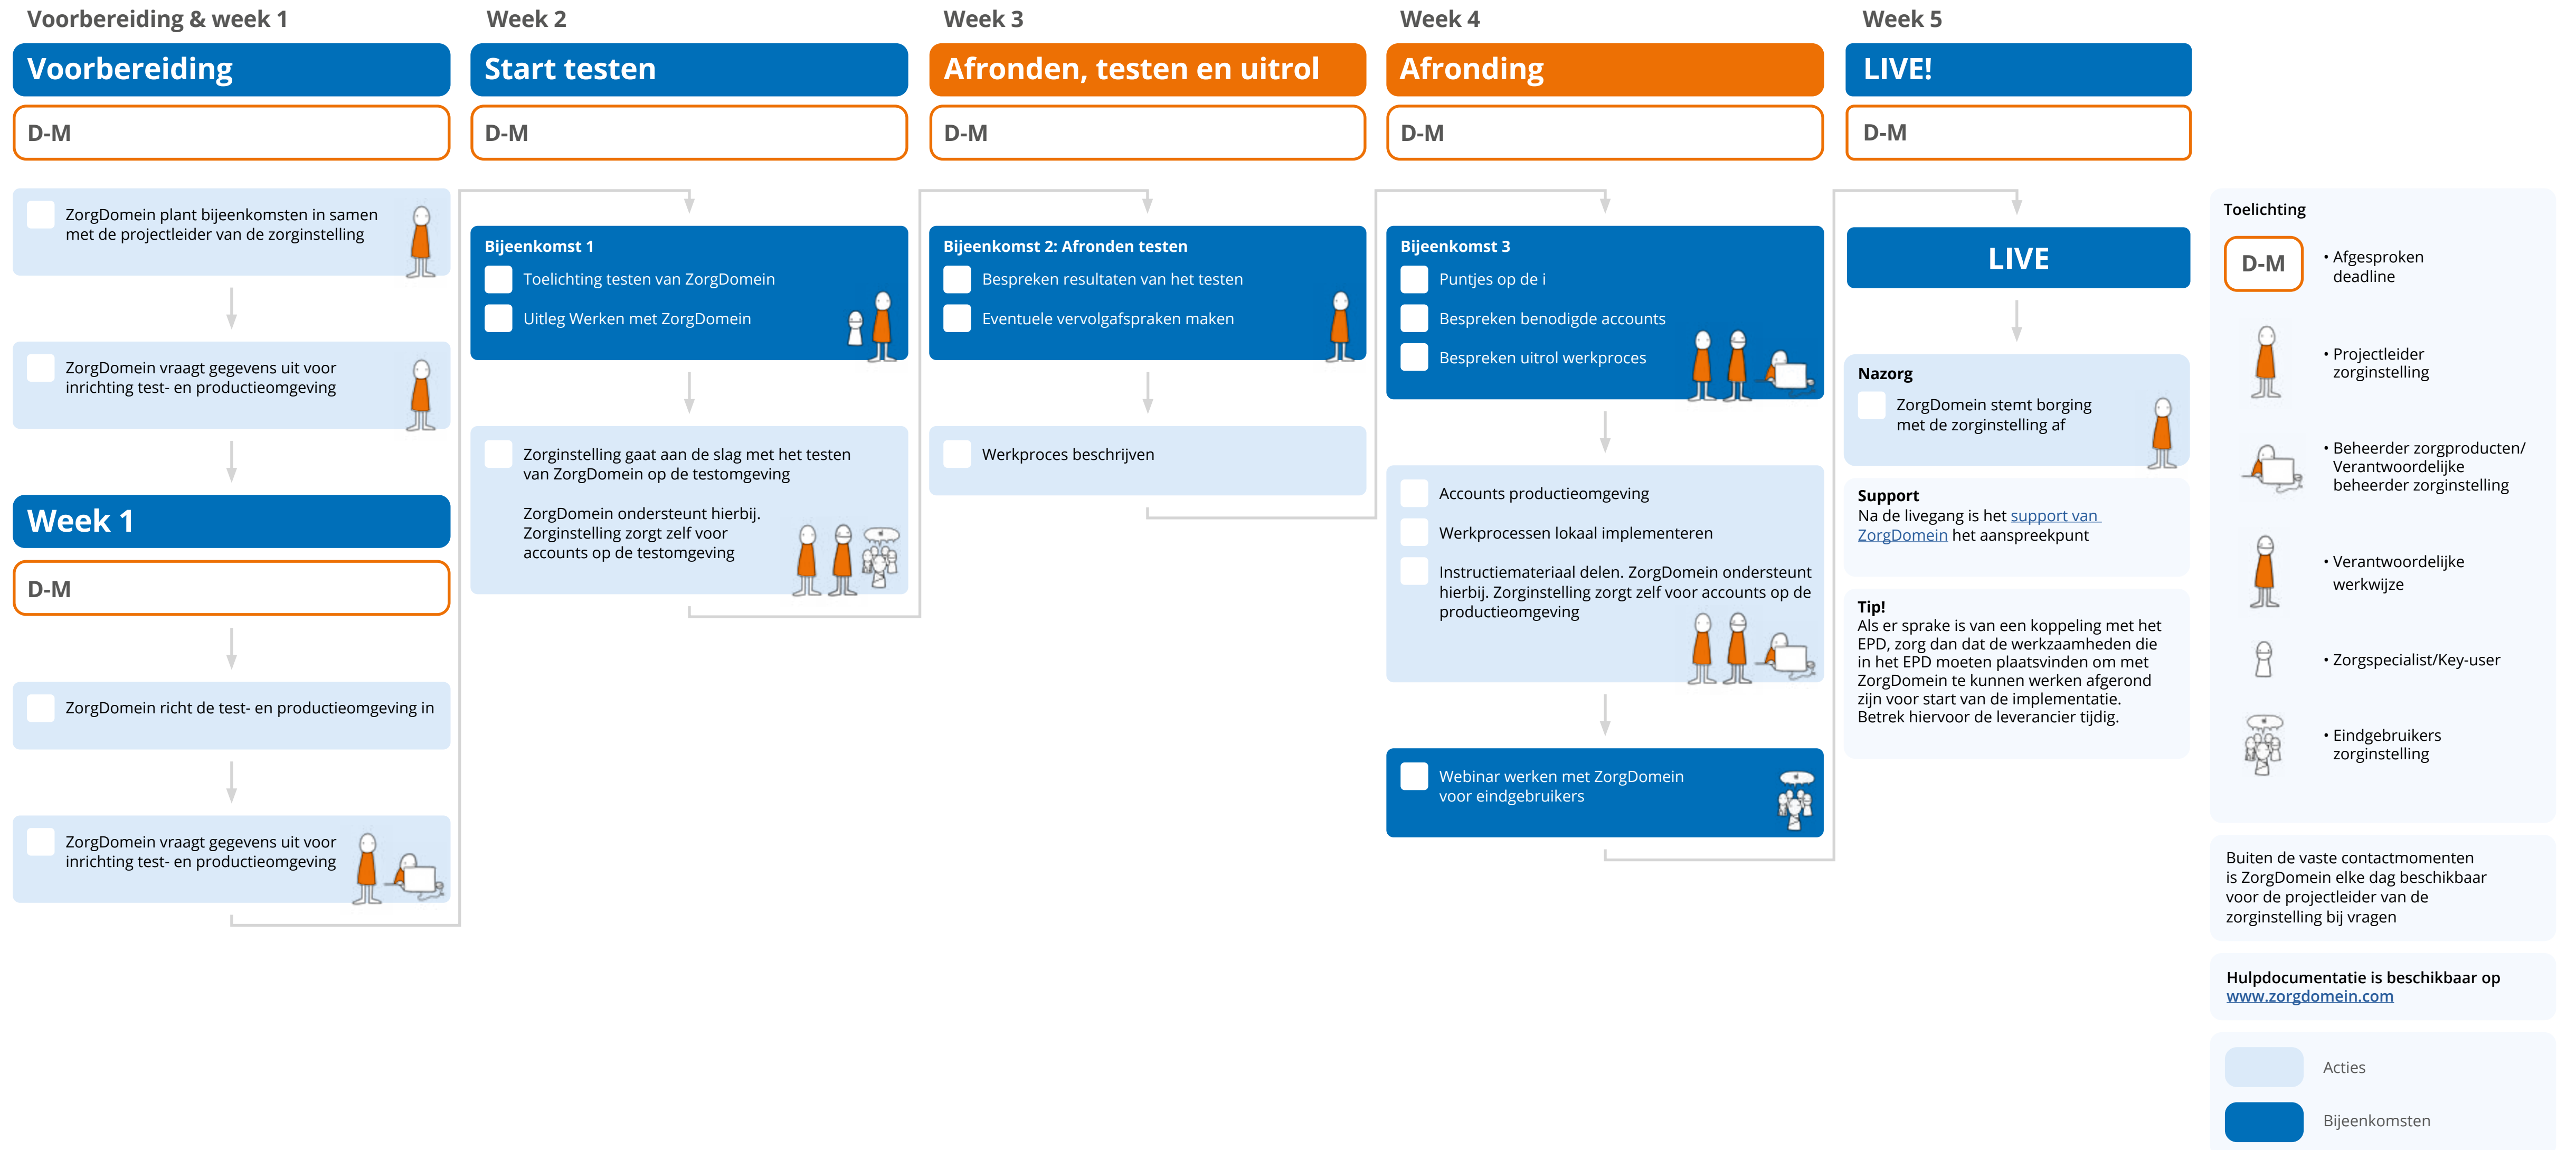 Voorbereiding & week 1
Voorbereiding
D-M
ZorgDomein plant bijeenkomsten in samen
met de projectleider van de zorginstelling
ZorgDomein vraagt gegevens uit voor
inrichting test- en productieomgeving
Week 1
D-M
ZorgDomein richt de test- en productieomgeving in
ZorgDomein vraagt gegevens uit voor
inrichting test- en productieomgeving
Week 2
Start testen
D-M
Bijeenkomst 1
Toelichting testen van ZorgDomein
Uitleg Werken met ZorgDomein
Zorginstelling gaat aan de slag met het testen
van ZorgDomein op de testomgeving
ZorgDomein ondersteunt hierbij.
Zorginstelling zorgt zelf voor
accounts op de testomgeving
Week 3
Afronden, testen en uitrol
D-M
Bijeenkomst 2: Afronden testen
Bespreken resultaten van het testen
Eventuele vervolgafspraken maken
Werkproces beschrijven
Week 4
Afronding
D-M
Bijeenkomst 3
Puntjes op de i
Bespreken benodigde accounts
Bespreken uitrol werkproces
Accounts productieomgeving
Werkprocessen lokaal implementeren
Instructiemateriaal delen. ZorgDomein ondersteunt
hierbij. Zorginstelling zorgt zelf voor accounts op de
productieomgeving
Webinar werken met ZorgDomein
voor eindgebruikers
Week 5
LIVE!
D-M
LIVE
Nazorg
ZorgDomein stemt borging
met de zorginstelling af
Support
Na de livegang is het support van
ZorgDomein het aanspreekpunt
Tip!
Als er sprake is van een koppeling met het
EPD, zorg dan dat de werkzaamheden die
in het EPD moeten plaatsvinden om met
ZorgDomein te kunnen werken afgerond
zijn voor start van de implementatie.
Betrek hiervoor de leverancier tijdig.
Toelichting
D-M
• Afgesproken
deadline
• Projectleider
zorginstelling
• Beheerder zorgproducten/
Verantwoordelijke
beheerder zorginstelling
• Verantwoordelijke
werkwijze
• Zorgspecialist/Key-user
• Eindgebruikers
zorginstelling
Buiten de vaste contactmomenten
is ZorgDomein elke dag beschikbaar
voor de projectleider van de
zorginstelling bij vragen
Hulpdocumentatie is beschikbaar op
www.zorgdomein.com
Acties
Bijeenkomsten